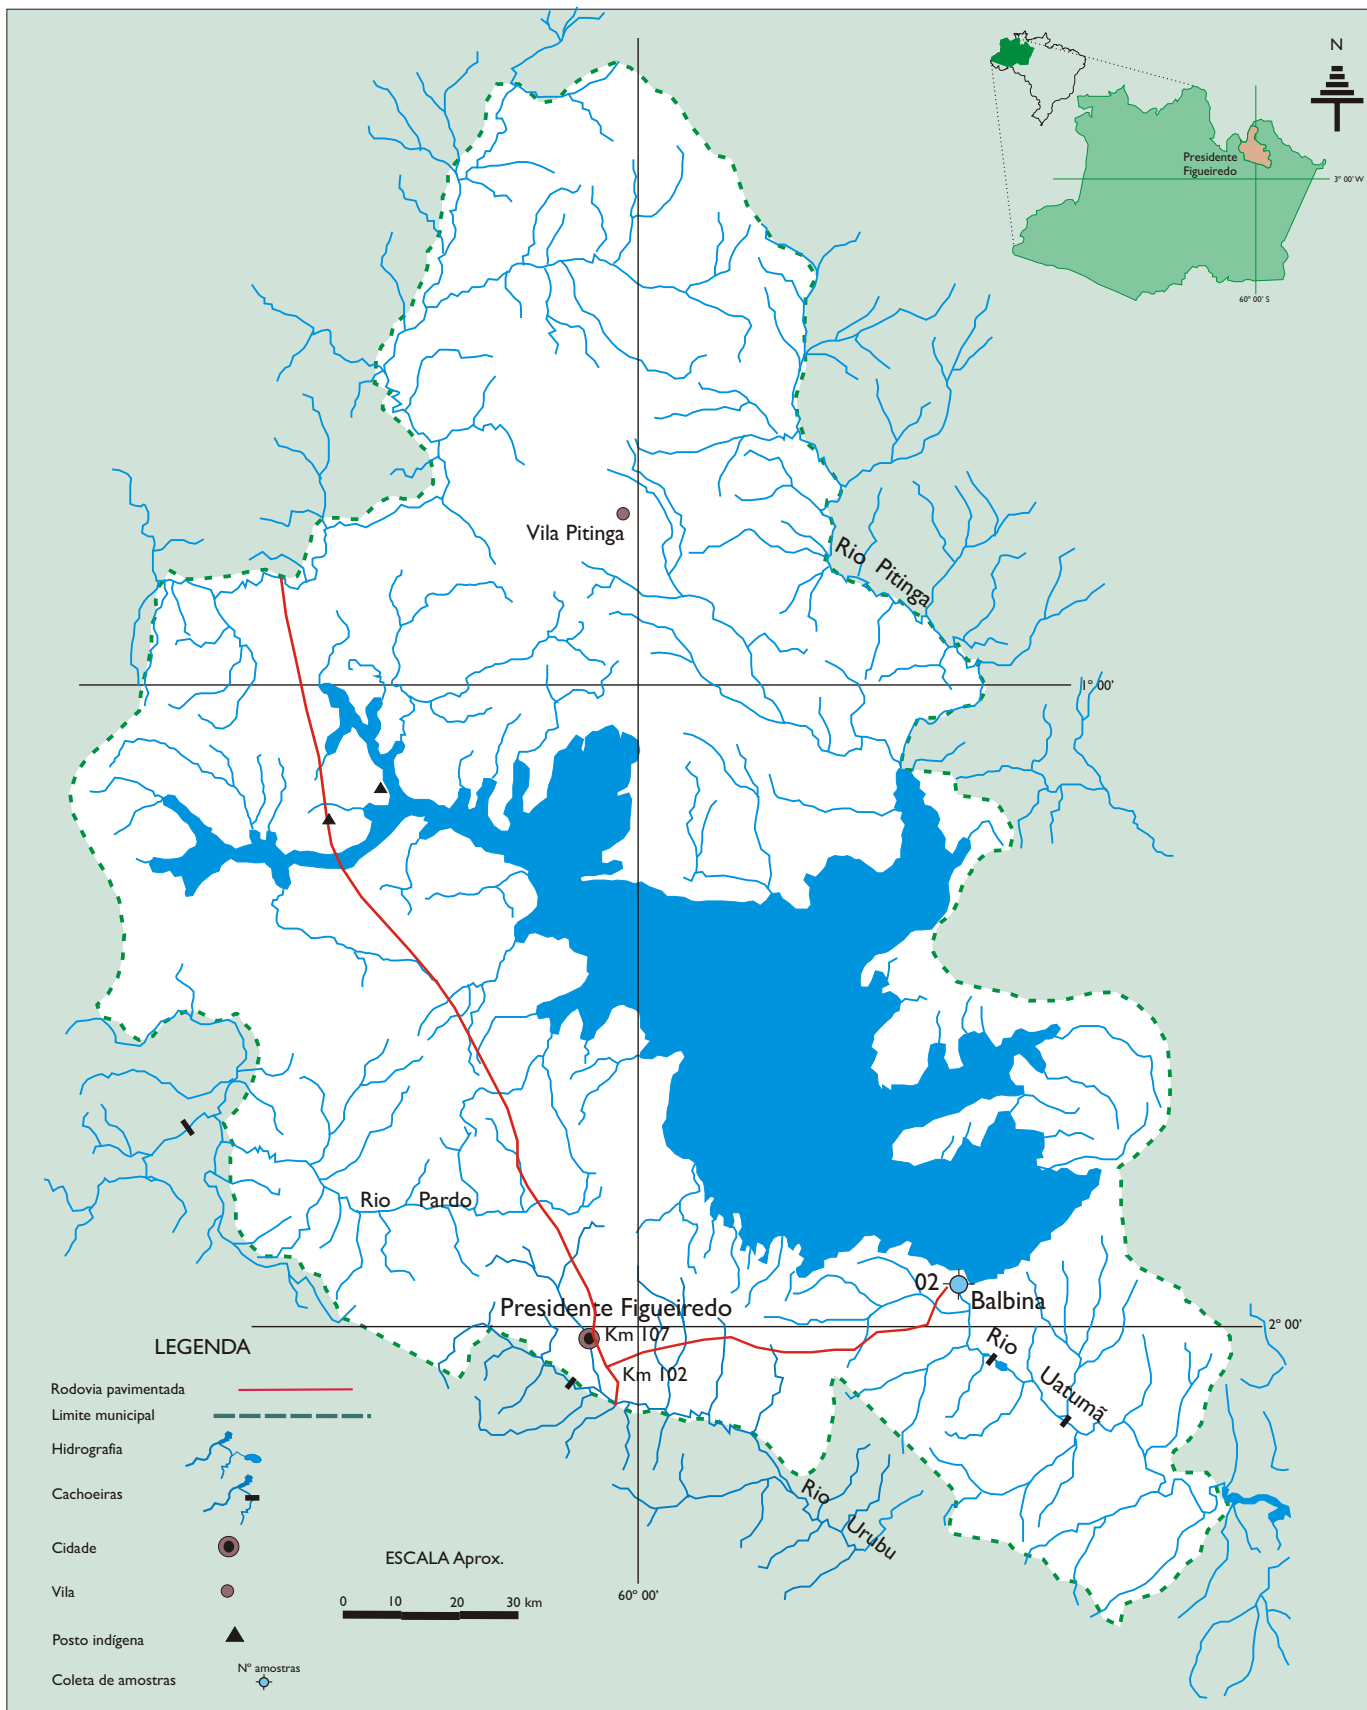 N
Presidente
Figueiredo
3° 00' W
60° 00' S
Vila Pitinga
Rio Pitinga
1° 00'
Rio Pardo
02
Balbina
Presidente Figueiredo
Km 107
2° 00'
Rio Uatumã
Km 102
LEGENDA
Rodovia pavimentada
Limite municipal
Hidrografia
Cachoeiras
Rio Urubu
Cidade
ESCALA Aprox.
Vila
0 10 20 30 km
60° 00'
Posto indígena
Nº amostras
Coleta de amostras